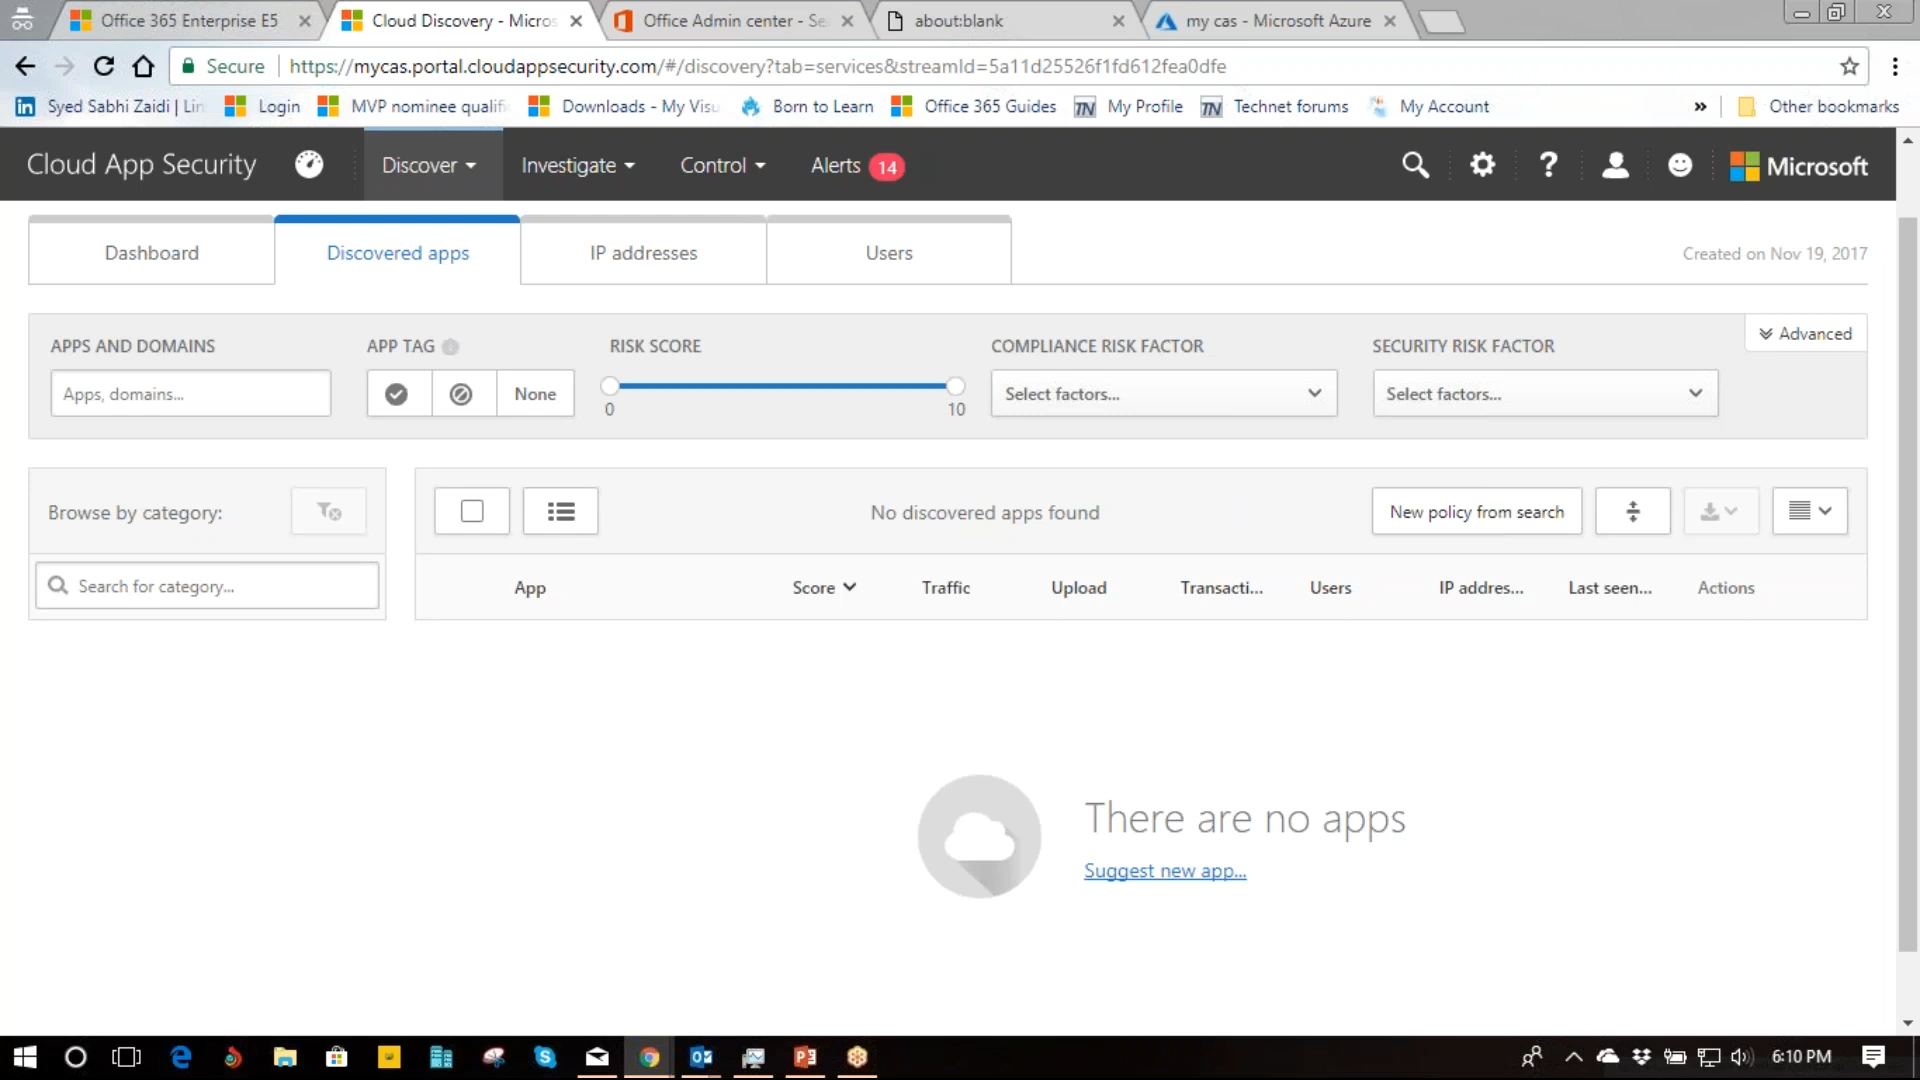 Office 365 Enterprise E5
Cloud Discovery - Micros
Office Admin center - Se
about:blank
my cas - Microsoft Azure
Secure
https://mycas.portal.cloudappsecurity.com/#/discovery?tab=services&streamId=5a11d25526f1fd612fea0dfe
Syed Sabhi Zaidi | Lin
Login
MVP nominee qualifi
Downloads - My Visu
Born to Learn
Office 365 Guides
My Profile
Technet forums
My Account
»
Other bookmarks
Cloud App Security
Discover
Investigate
Control
Alerts 14
Microsoft
Dashboard
Discovered apps
IP addresses
Users
Created on Nov 19, 2017
Advanced
APPS AND DOMAINS
APP TAG
RISK SCORE
COMPLIANCE RISK FACTOR
SECURITY RISK FACTOR
Apps, domains...
None
0
10
Select factors...
Select factors...
Browse by category:
No discovered apps found
New policy from search
Search for category...
App
Score
Traffic
Upload
Transacti...
Users
IP addres...
Last seen...
Actions
There are no apps
Suggest new app...
6:10 PM